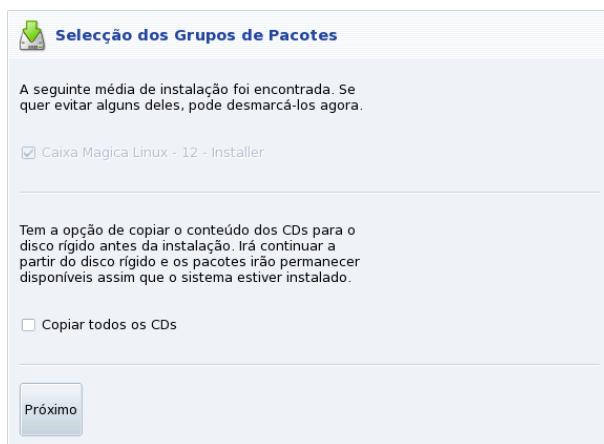 Selecção dos Grupos de Pacotes
A seguinte média de instalação foi encontrada. Se
quer evitar alguns deles, pode desmarcá-los agora.
Caixa Magica Linux - 12 - Installer
Tem a opção de copiar o conteúdo dos CDs para o
disco rígido antes da instalação. Irá continuar a
partir do disco rígido e os pacotes irão permanecer
disponíveis assim que o sistema estiver instalado.
Copiar todos os CDs
Próximo